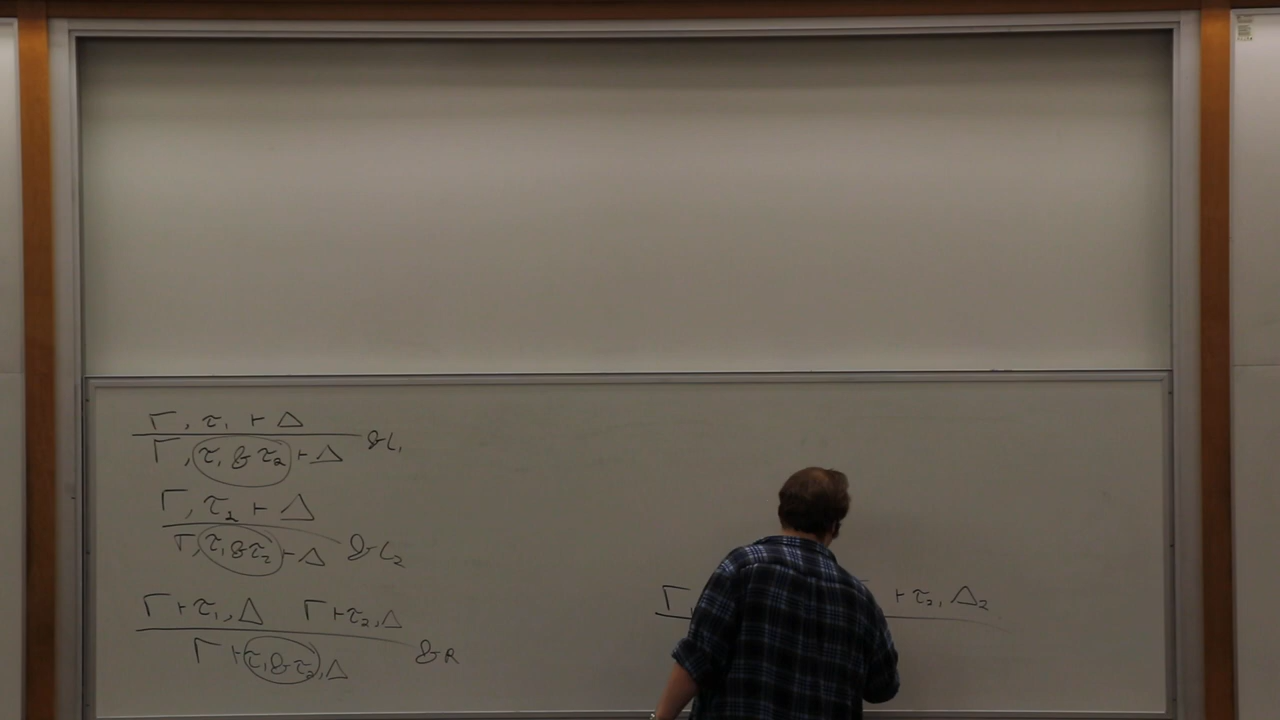 Γ, τ₁ ⊢ Δ
Γ, τ₁ & τ₂ ⊢ Δ &L₁
Γ, τ₂ ⊢ Δ
Γ, τ₁ & τ₂ ⊢ Δ &L₂
Γ ⊢ τ₁, Δ Γ ⊢ τ₂, Δ
Γ ⊢ τ₁ & τ₂, Δ &R
Γ ⊢ τ₂, Δ₂